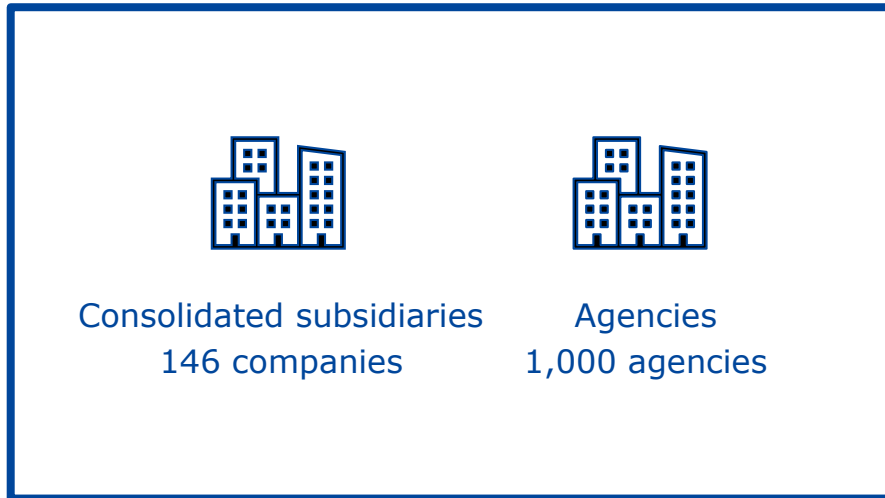 Consolidated subsidiaries
146 companies
Agencies
1,000 agencies